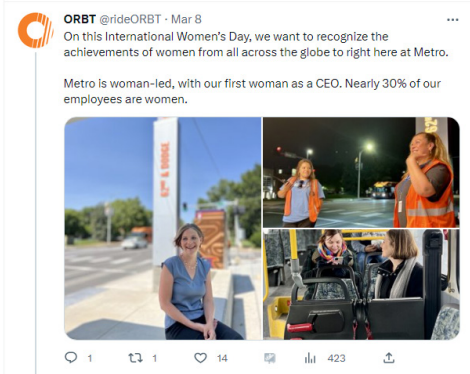 ORBT @rideORBT · Mar 8
On this International Women's Day, we want to recognize the
achievements of women from all across the globe to right here at Metro.
Metro is woman-led, with our first woman as a CEO. Nearly 30% of our
employees are women.
62ND & DODGE
1 1 14 423